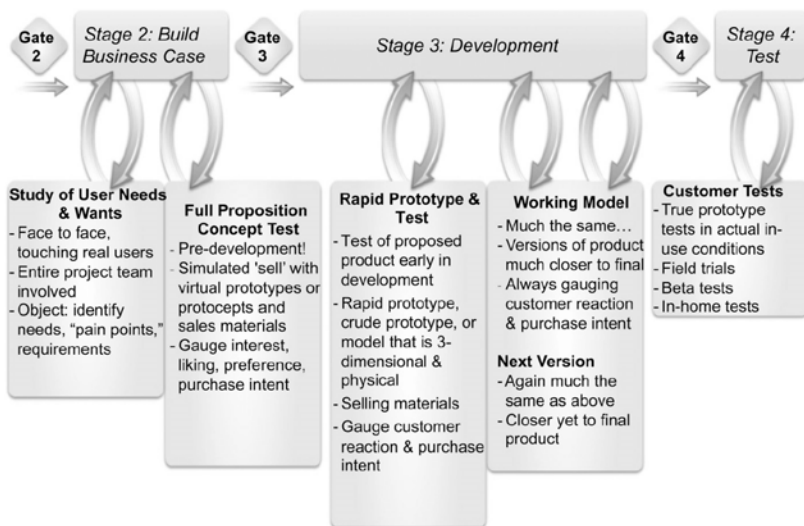 Gate
2
Stage 2: Build
Business Case
Gate
3
Stage 3: Development
Gate
4
Stage 4:
Test
Study of User Needs
& Wants
- Face to face,
touching real users
- Entire project team
involved
- Object: identify
needs, “pain points,”
requirements
Full Proposition
Concept Test
- Pre-development!
- Simulated 'sell' with
virtual prototypes or
protocepts and
sales materials
- Gauge interest,
liking, preference,
purchase intent
Rapid Prototype &
Test
- Test of proposed
product early in
development
- Rapid prototype,
crude prototype, or
model that is 3-
dimensional &
physical
- Selling materials
- Gauge customer
reaction & purchase
intent
Working Model
- Much the same…
- Versions of product
much closer to final
- Always gauging
customer reaction
& purchase intent
Next Version
- Again much the
same as above
- Closer yet to final
product
Customer Tests
- True prototype
tests in actual in-
use conditions
- Field trials
- Beta tests
- In-home tests